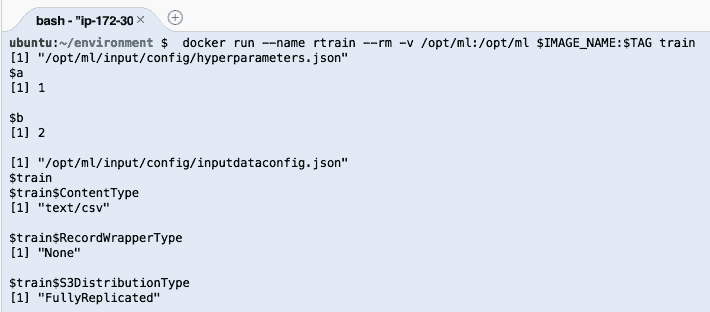 bash - "ip-172-30
ubuntu:~/environment $ docker run --name rtrain --rm -v /opt/ml:/opt/ml $IMAGE_NAME:$TAG train
[1] "/opt/ml/input/config/hyperparameters.json"
$a
[1] 1
$b
[1] 2
[1] "/opt/ml/input/config/inputdataconfig.json"
$train
$train$ContentType
[1] "text/csv"
$train$RecordWrapperType
[1] "None"
$train$S3DistributionType
[1] "FullyReplicated"